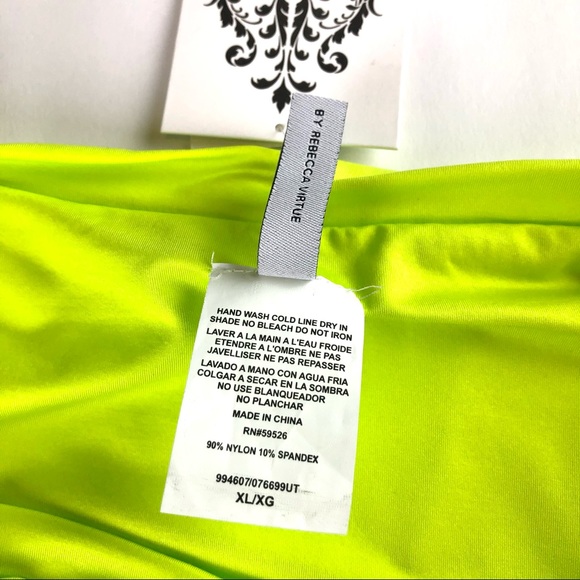 BY REBECCA VIRTUE
HAND WASH COLD LINE DRY IN
SHADE NO BLEACH DO NOT IRON
LAVER A LA MAIN A L'EAU FROIDE
ETENDRE A L'OMBRE NE PAS
JAVELLISER NE PAS REPASSER
LAVADO A MANO CON AGUA FRIA
COLGAR A SECAR EN LA SOMBRA
NO USE BLANQUEADOR
NO PLANCHAR
MADE IN CHINA
RN#59526
90% NYLON 10% SPANDEX
994607/076699UT
XL/XG